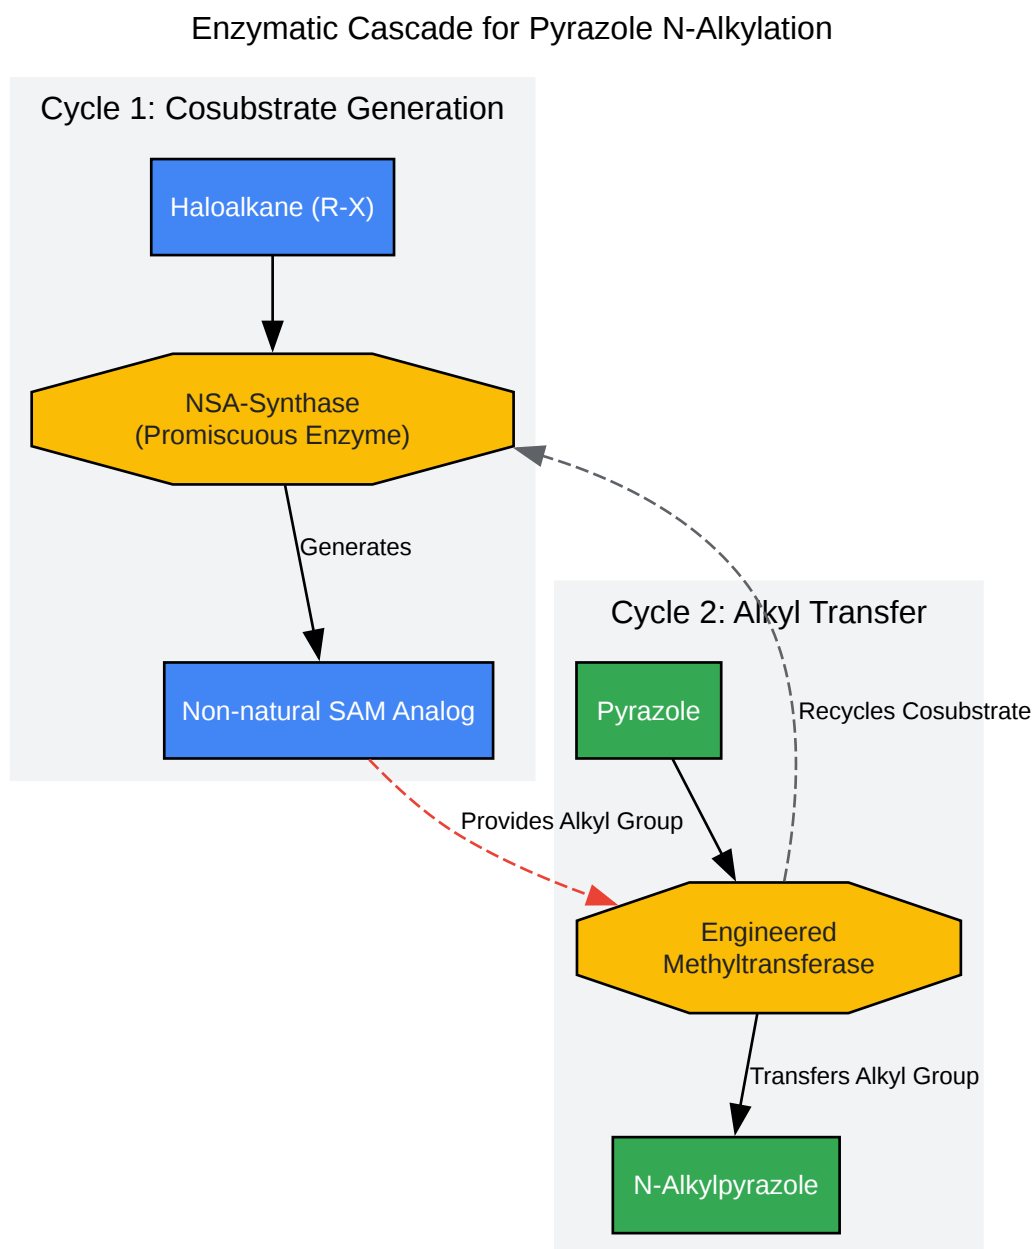 Enzymatic Cascade for Pyrazole N-Alkylation
Cycle 1: Cosubstrate Generation
Haloalkane (R-X)
NSA-Synthase
(Promiscuous Enzyme)
Generates
Non-natural SAM Analog
Cycle 2: Alkyl Transfer
Pyrazole
Recycles Cosubstrate
Provides Alkyl Group
Engineered
Methyltransferase
Transfers Alkyl Group
N-Alkylpyrazole